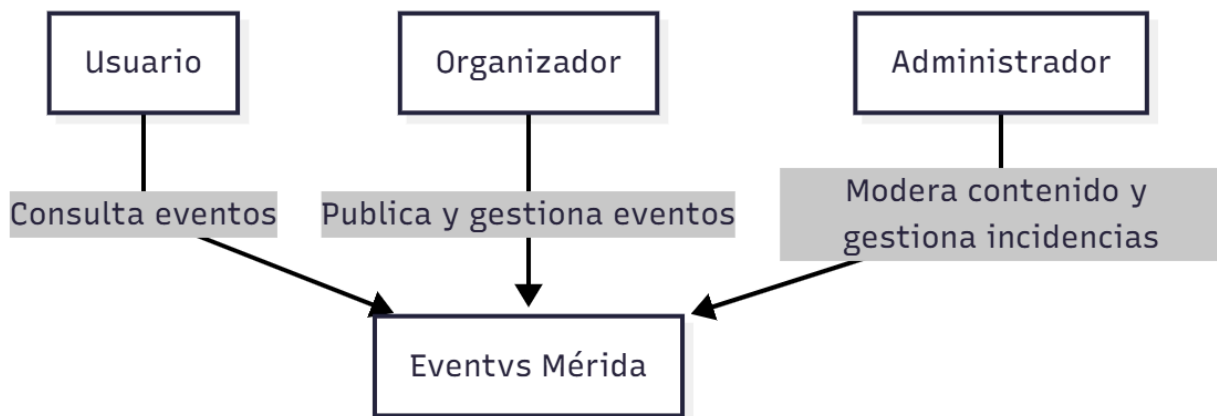 Usuario
Organizador
Administrador
Consulta eventos
Publica y gestiona eventos
Modera contenido y
gestiona incidencias
Eventvs Mérida